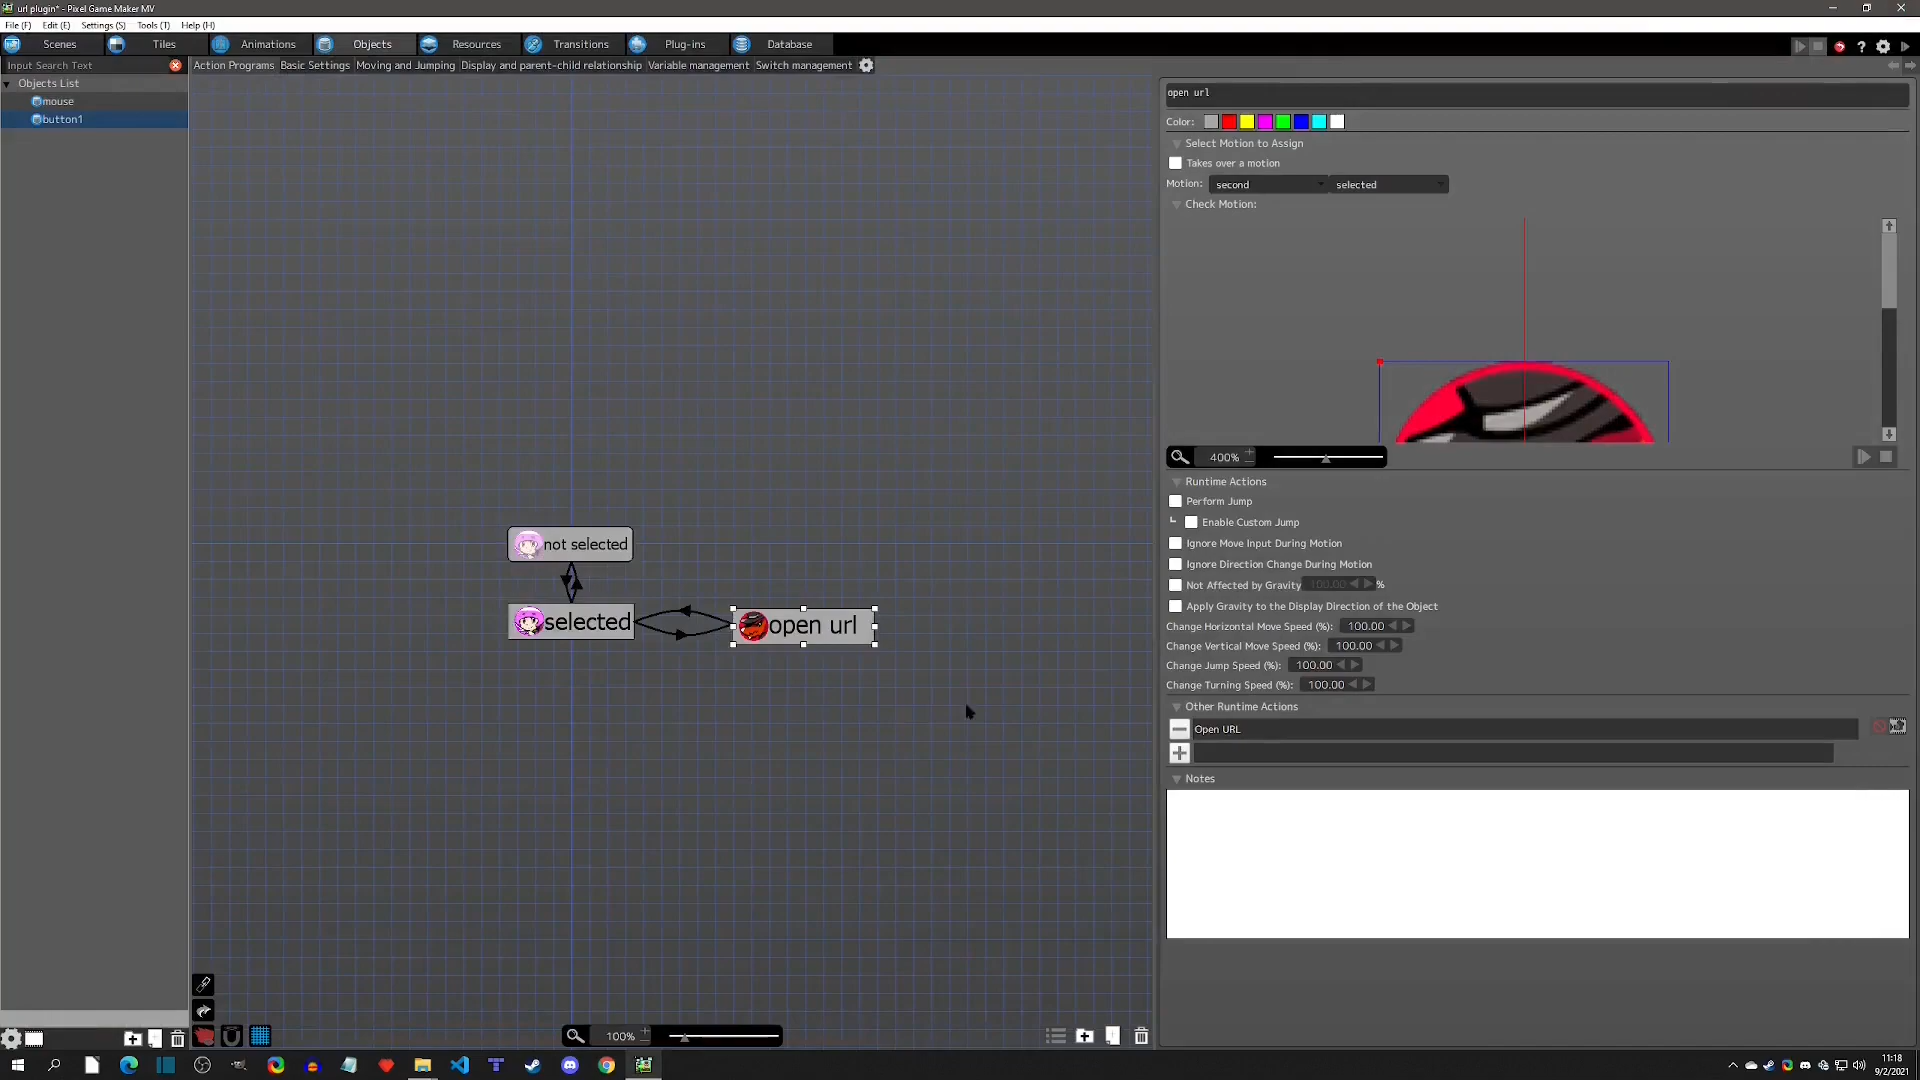 url plugin* - Pixel Game Maker MV
File (F) Edit (E) Settings (S) Tools (T) Help (H)
Scenes Tiles Animations Objects Resources Transitions Plug-ins Database
Input Search Text
Action Programs Basic Settings Moving and Jumping Display and parent-child relationship Variable management Switch management
Objects List
mouse
button1
not selected
selected
open url
100%
open url
Color:
Select Motion to Assign
Takes over a motion
Motion: second selected
Check Motion:
400%
Runtime Actions
Perform Jump
Enable Custom Jump
Ignore Move Input During Motion
Ignore Direction Change During Motion
Not Affected by Gravity 100.00 %
Apply Gravity to the Display Direction of the Object
Change Horizontal Move Speed (%): 100.00
Change Vertical Move Speed (%): 100.00
Change Jump Speed (%): 100.00
Change Turning Speed (%): 100.00
Other Runtime Actions
Open URL
Notes
11:18
9/2/2021